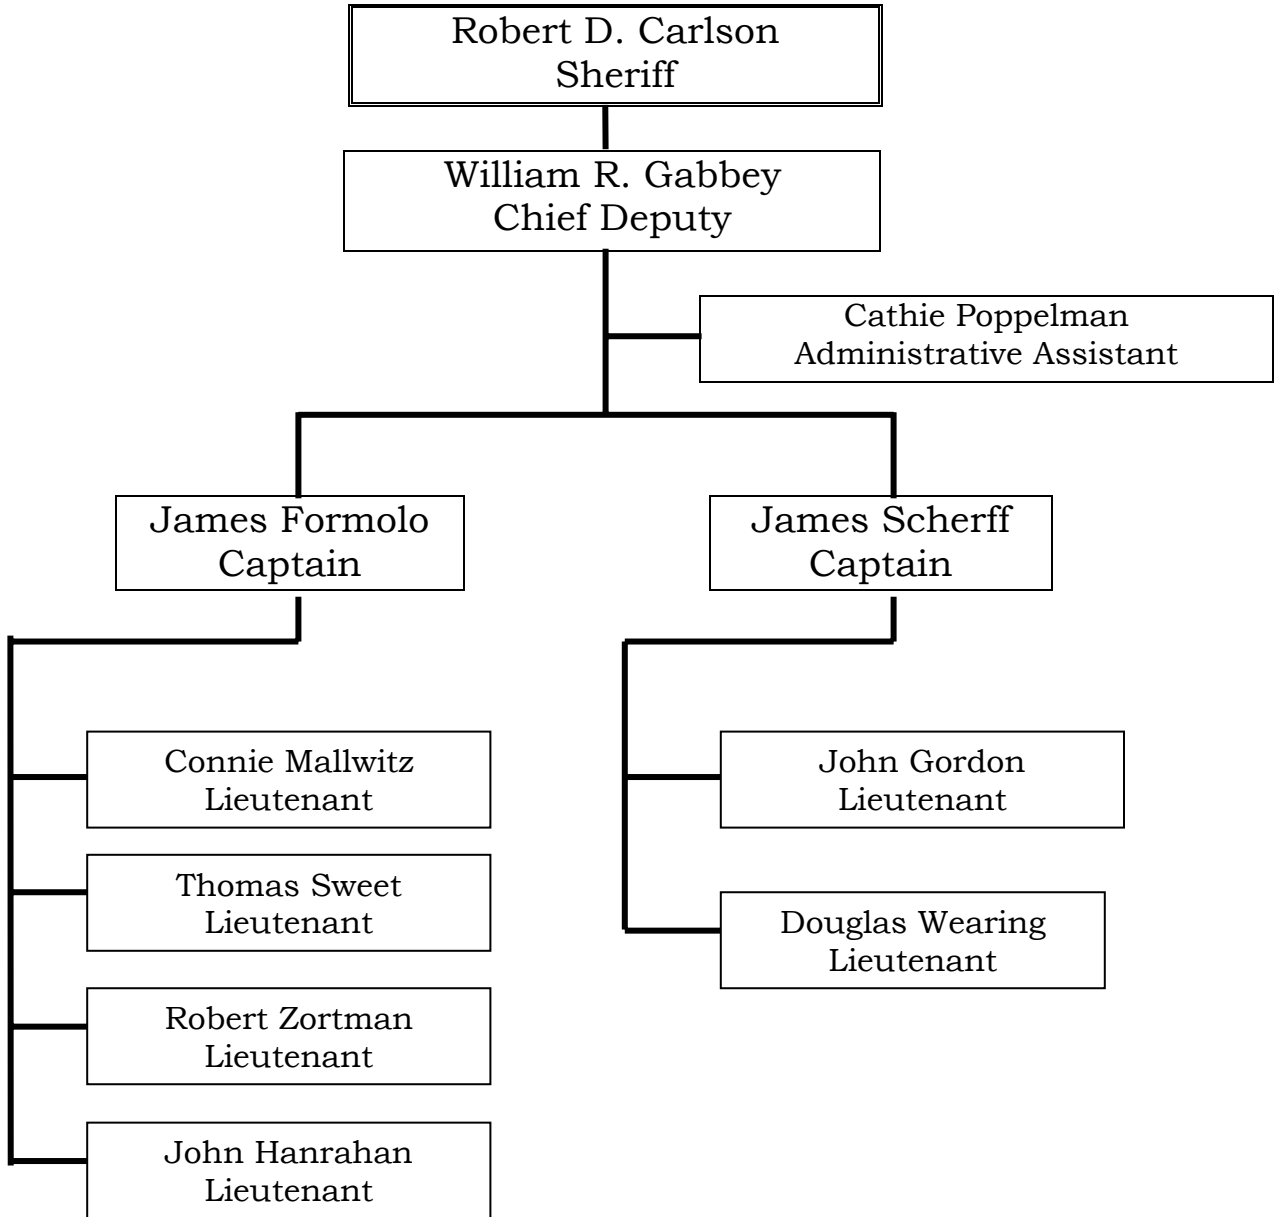 Robert D. Carlson
Sheriff
William R. Gabbey
Chief Deputy
Cathie Poppelman
Administrative Assistant
James Formolo
Captain
James Scherff
Captain
Connie Mallwitz
Lieutenant
Thomas Sweet
Lieutenant
Robert Zortman
Lieutenant
John Hanrahan
Lieutenant
John Gordon
Lieutenant
Douglas Wearing
Lieutenant